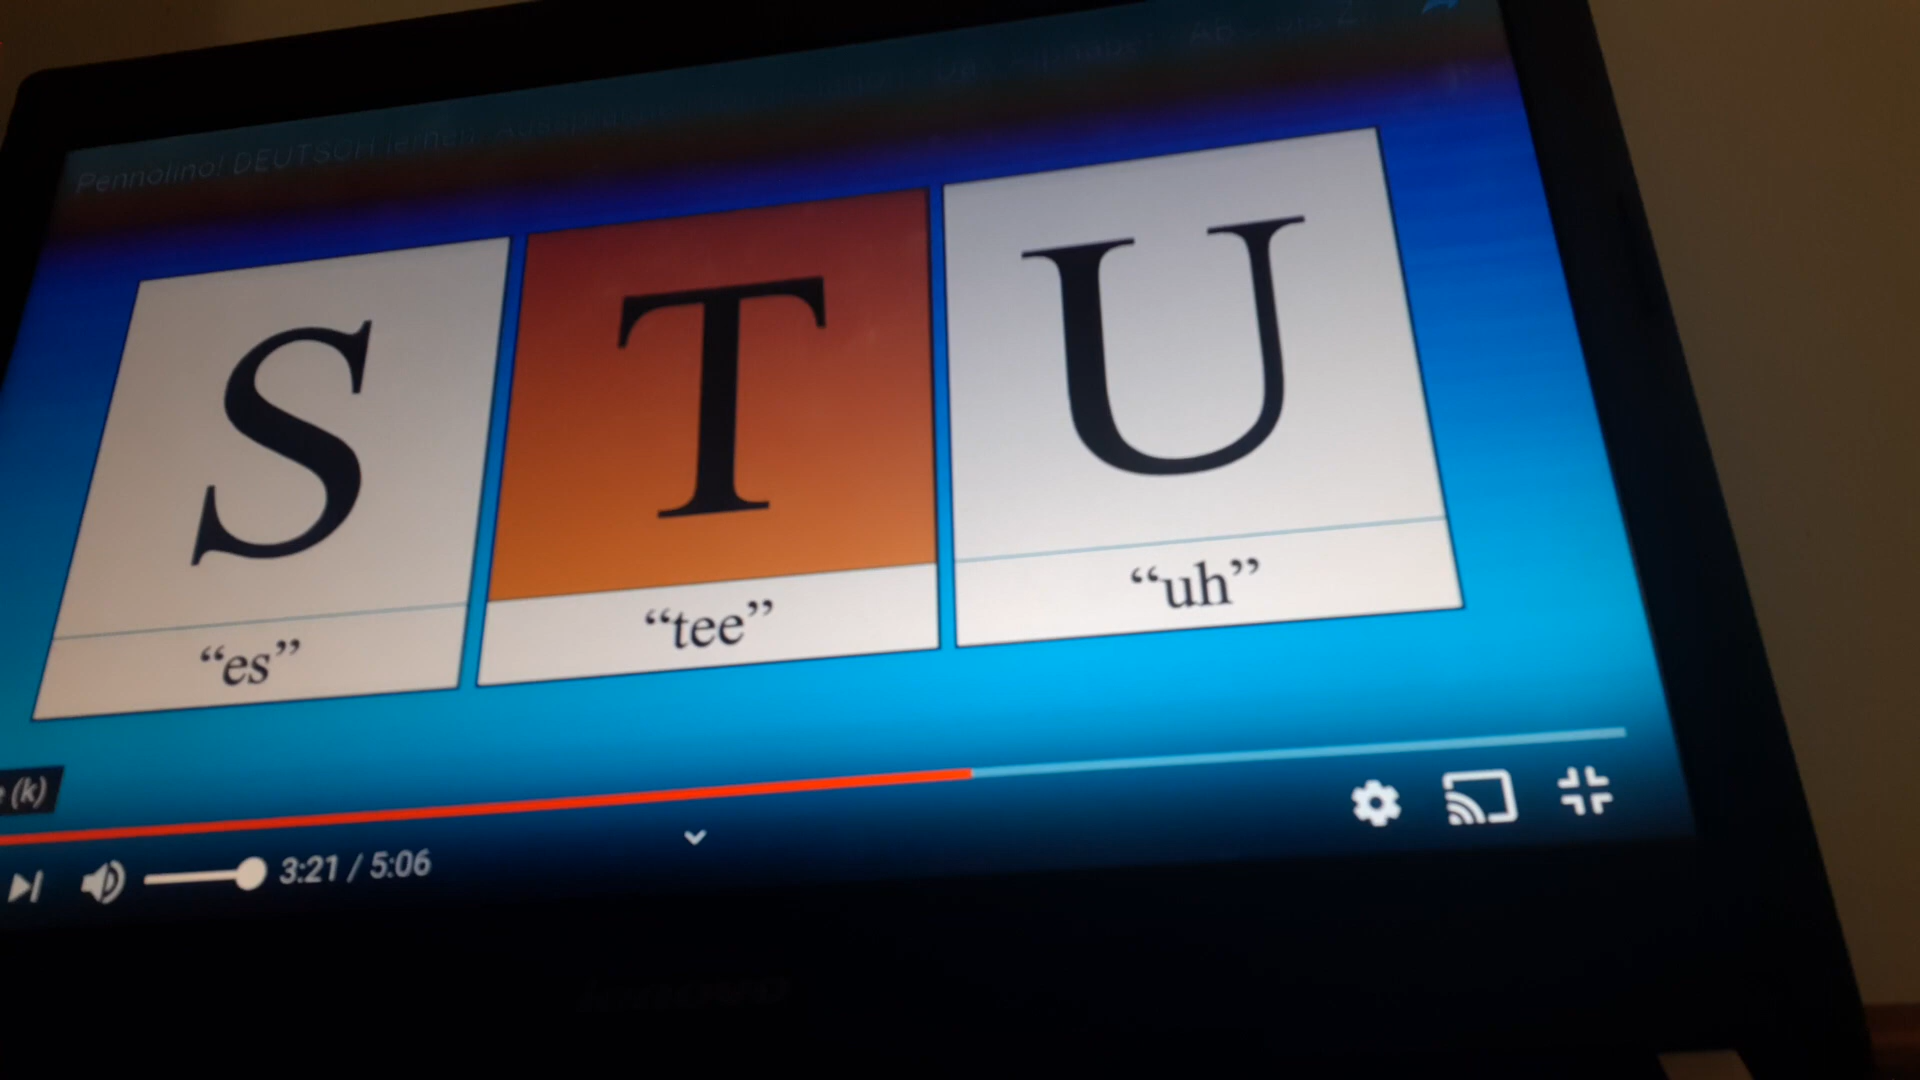 Pennolino! DEUTSCH lernen,
S T U
“es” “tee” “uh”
(k)
3:21 / 5:06